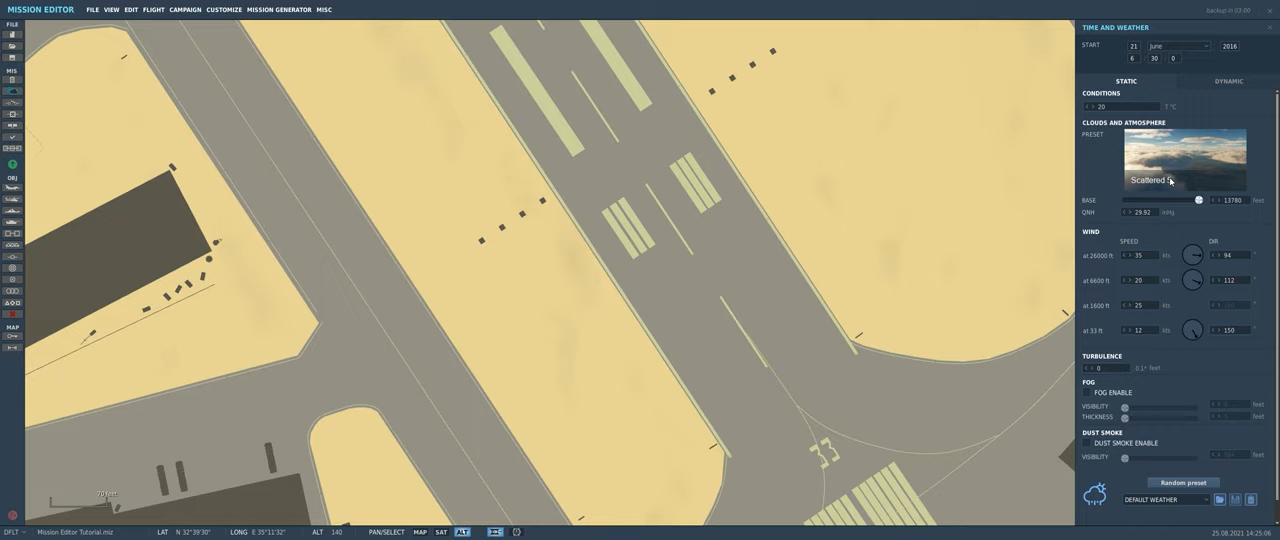 MISSION EDITOR
FILE VIEW EDIT FLIGHT CAMPAIGN CUSTOMIZE MISSION GENERATOR MISC
backup in 03:00
FILE
MIS
OBJ
MAP
70 feet
TIME AND WEATHER
START 21 June 2016
6 : 30 : 0
STATIC DYNAMIC
CONDITIONS
20 T °C
CLOUDS AND ATMOSPHERE
PRESET
Scattered
BASE 13780 feet
QNH 29.92 inHg
WIND
SPEED DIR
at 26000 ft 35 kts 94 °
at 6600 ft 20 kts 112 °
at 1600 ft 25 kts
at 33 ft 12 kts 150 °
TURBULENCE
0 0.1* feet
FOG
FOG ENABLE
VISIBILITY feet
THICKNESS feet
DUST SMOKE
DUST SMOKE ENABLE
VISIBILITY feet
Random preset
DEFAULT WEATHER
DFLT Mission Editor Tutorial.miz LAT N 32°39'30" LONG E 35°11'32" ALT 140 PAN/SELECT MAP SAT ALT 25.08.2021 14:25:06